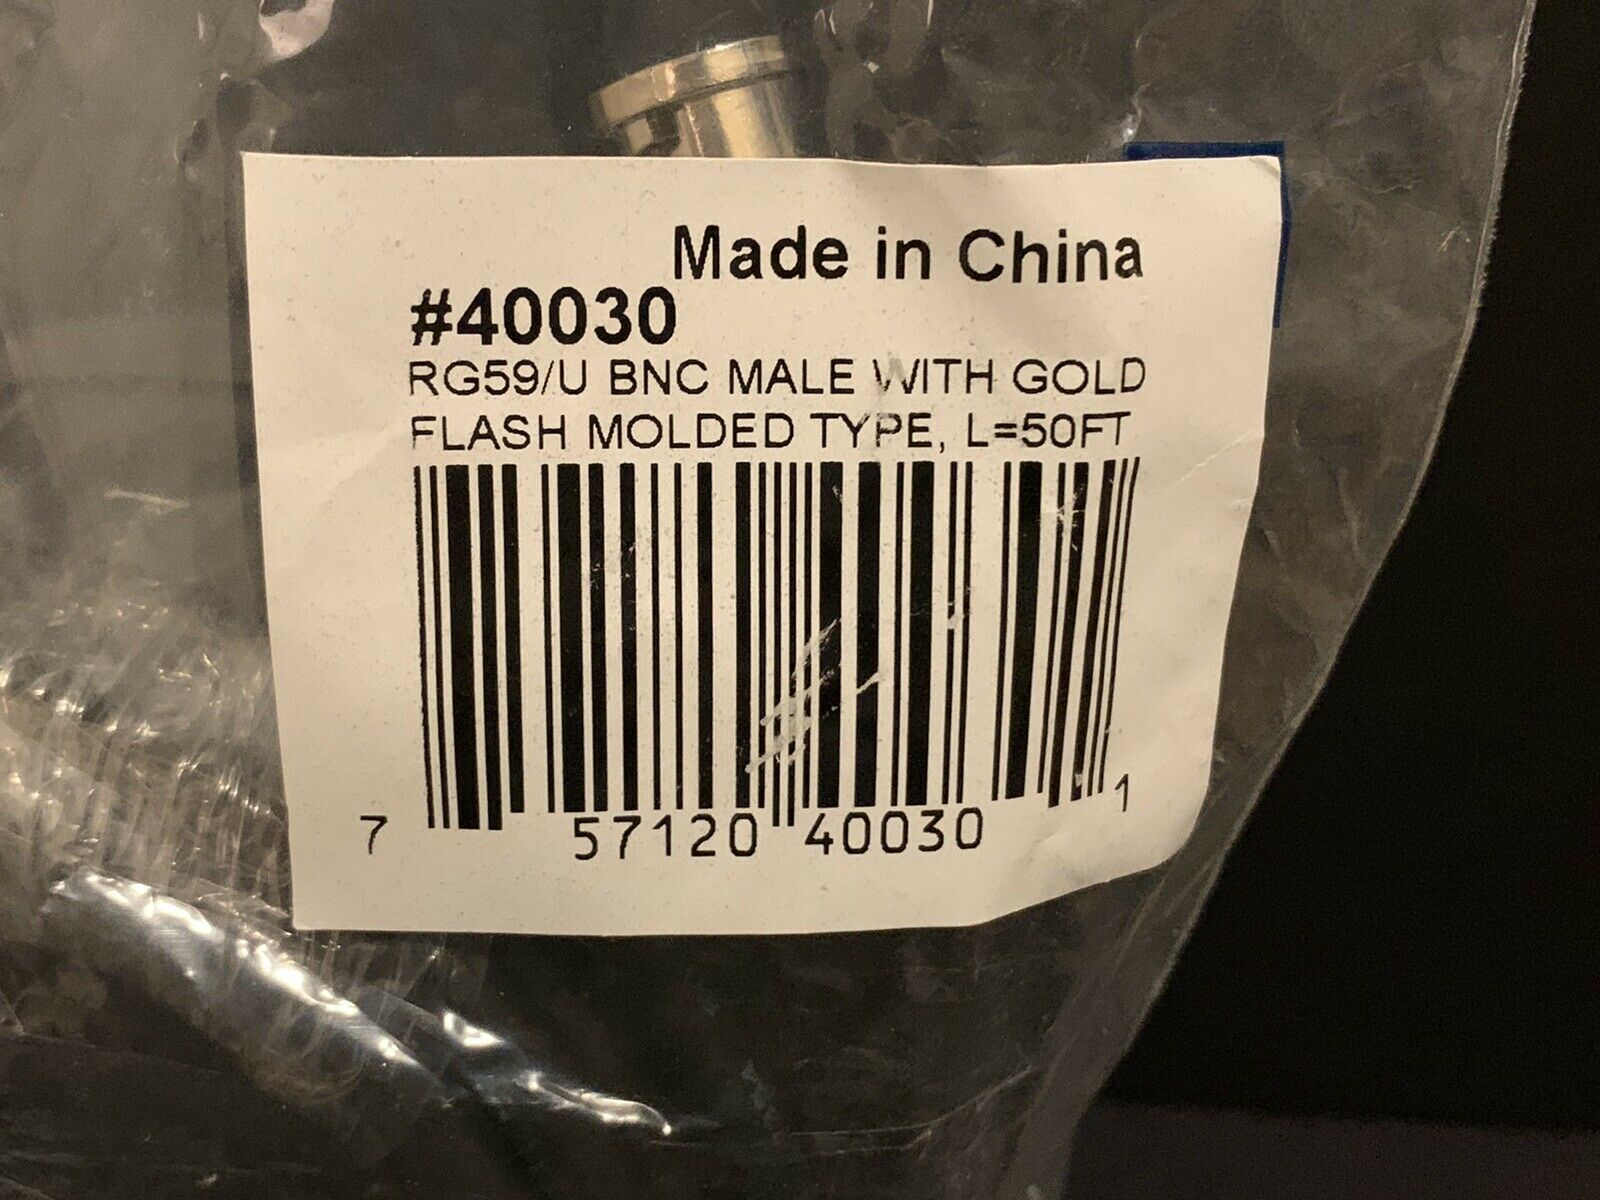 Made in China
#40030
RG59/U BNC MALE WITH GOLD
FLASH MOLDED TYPE, L=50FT
7 57120 40030 1